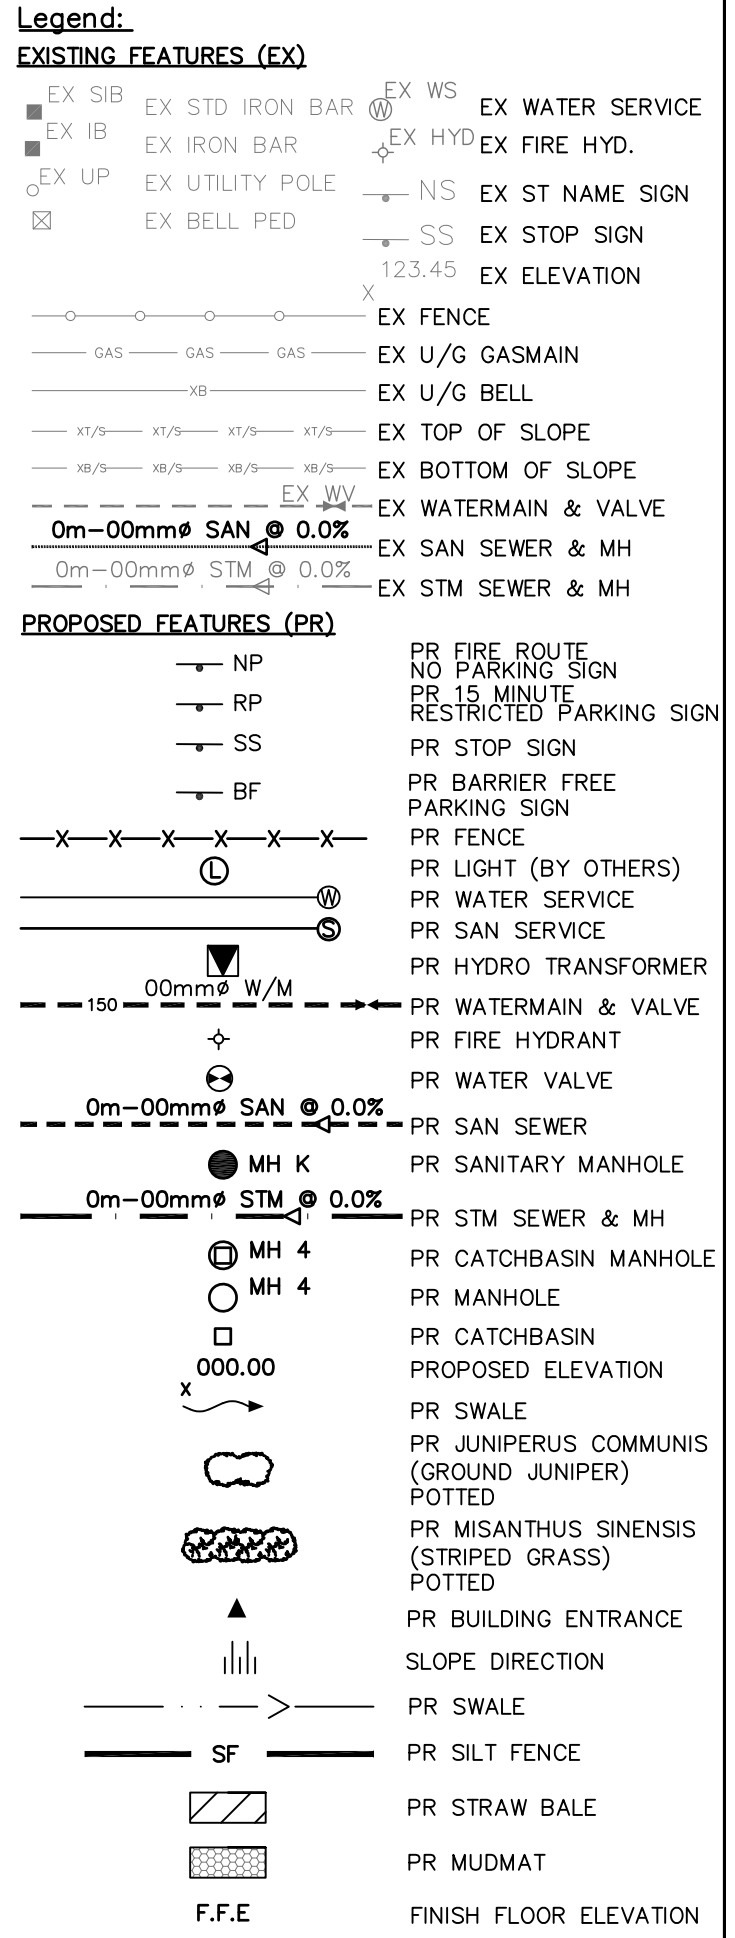 Legend:
EXISTING FEATURES (EX)
EX SIB EX STD IRON BAR
EX IB EX IRON BAR
EX UP EX UTILITY POLE
EX BELL PED
W EX WS EX WATER SERVICE
EX HYD EX FIRE HYD.
NS EX ST NAME SIGN
SS EX STOP SIGN
123.45 EX ELEVATION
X
EX FENCE
GAS GAS GAS EX U/G GASMAIN
XB EX U/G BELL
XT/S XT/S XT/S XT/S EX TOP OF SLOPE
XB/S XB/S XB/S XB/S EX BOTTOM OF SLOPE
EX WV EX WATERMAIN & VALVE
0m-00mmø SAN @ 0.0%
EX SAN SEWER & MH
0m-00mmø STM @ 0.0%
EX STM SEWER & MH
PROPOSED FEATURES (PR)
NP PR FIRE ROUTE
NO PARKING SIGN
RP PR 15 MINUTE
RESTRICTED PARKING SIGN
SS PR STOP SIGN
BF PR BARRIER FREE
PARKING SIGN
X X X X X X PR FENCE
L PR LIGHT (BY OTHERS)
W PR WATER SERVICE
S PR SAN SERVICE
PR HYDRO TRANSFORMER
00mmø W/M
150 PR WATERMAIN & VALVE
PR FIRE HYDRANT
PR WATER VALVE
0m-00mmø SAN @ 0.0%
PR SAN SEWER
MH K PR SANITARY MANHOLE
0m-00mmø STM @ 0.0%
PR STM SEWER & MH
MH 4 PR CATCHBASIN MANHOLE
MH 4 PR MANHOLE
PR CATCHBASIN
000.00 PROPOSED ELEVATION
x
PR SWALE
PR JUNIPERUS COMMUNIS
(GROUND JUNIPER)
POTTED
PR MISANTHUS SINENSIS
(STRIPED GRASS)
POTTED
PR BUILDING ENTRANCE
SLOPE DIRECTION
PR SWALE
SF PR SILT FENCE
PR STRAW BALE
PR MUDMAT
F.F.E FINISH FLOOR ELEVATION